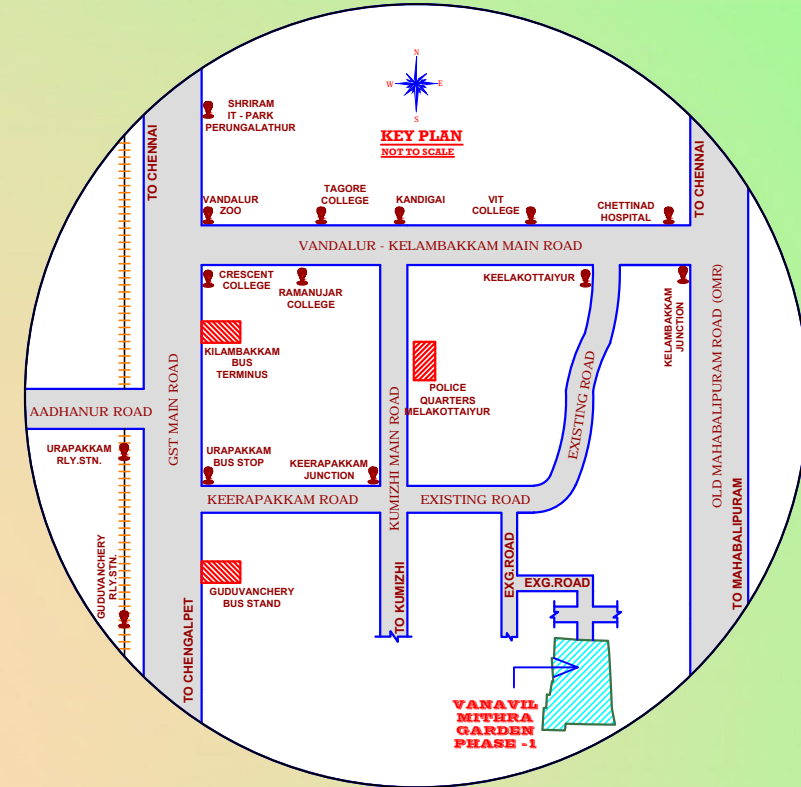 N
W
E
S
KEY PLAN
NOT TO SCALE
SHRIRAM
IT - PARK
PERUNGALATHUR
TO CHENNAI
TO CHENNAI
VANDALUR
ZOO
TAGORE
COLLEGE
KANDIGAI
VIT
COLLEGE
CHETTINAD
HOSPITAL
VANDALUR - KELAMBAKKAM MAIN ROAD
CRESCENT
COLLEGE
RAMANUJAR
COLLEGE
KEELAKOTTAIYUR
KELAMBAKKAM
JUNCTION
KILAMBAKKAM
BUS
TERMINUS
POLICE
QUARTERS
MELAKOTTAIYUR
AADHANUR ROAD
GST MAIN ROAD
KUMIZHI MAIN ROAD
EXISTING ROAD
OLD MAHABALIPURAM ROAD (OMR)
URAPAKKAM
RLY.STN.
URAPAKKAM
BUS STOP
KEERAPAKKAM
JUNCTION
KEERAPAKKAM ROAD
EXISTING ROAD
GUDUVANCHERY
RLY.STN.
GUDUVANCHERY
BUS STAND
EXG.ROAD
EXG.ROAD
TO KUMIZHI
TO CHENGALPET
TO MAHABALIPURAM
VANAVIL
MITHRA
GARDEN
PHASE -1